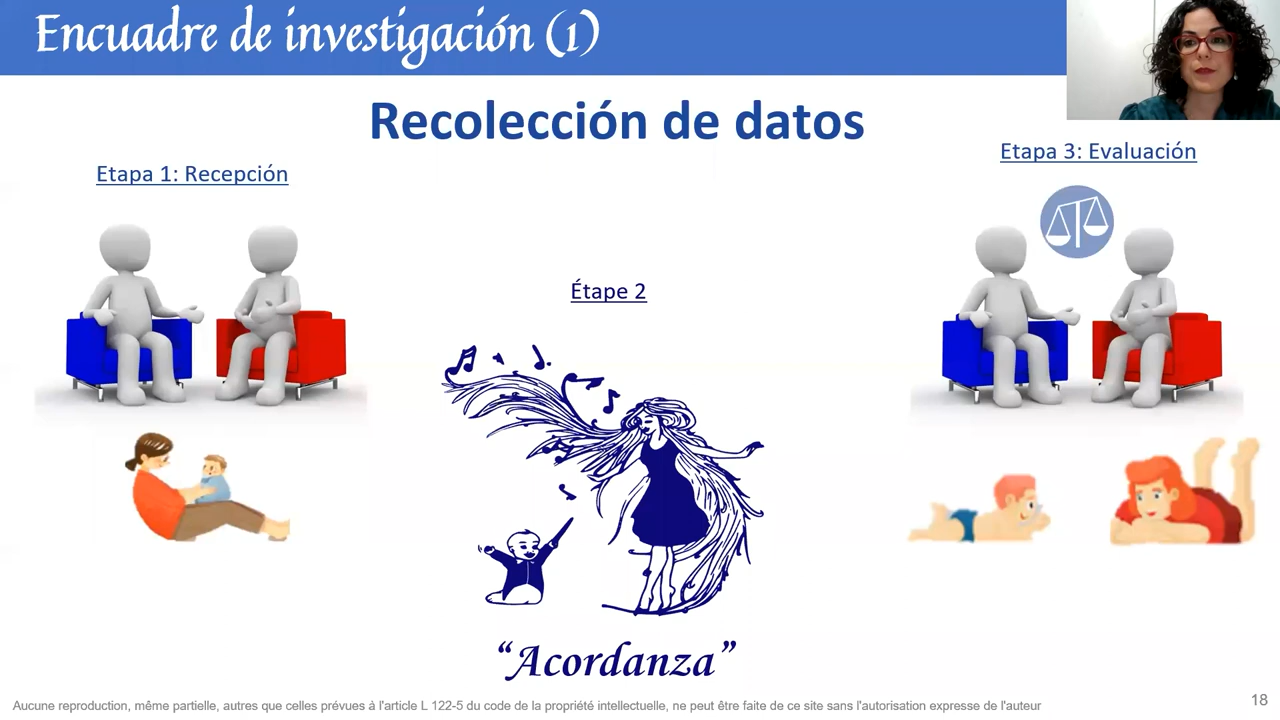 Encuadre de investigación (1)
Recolección de datos
Etapa 1: Recepción
Étape 2
Etapa 3: Evaluación
“Acordanza”
Aucune reproduction, même partielle, autres que celles prévues à l'article L 122-5 du code de la propriété intellectuelle, ne peut être faite de ce site sans l'autorisation expresse de l'auteur
18